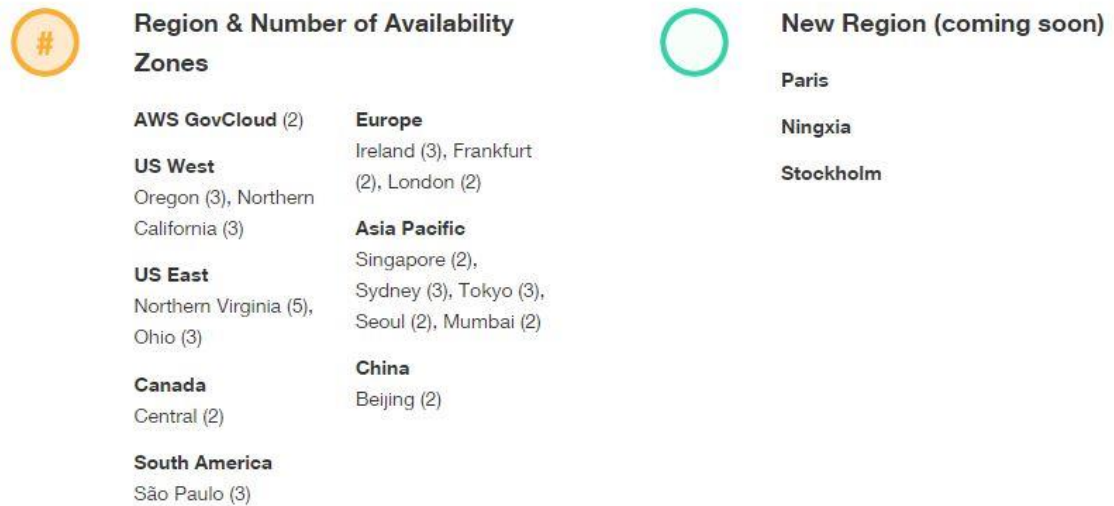 #
Region & Number of Availability
Zones
AWS GovCloud (2)
US West
Oregon (3), Northern
California (3)
US East
Northern Virginia (5),
Ohio (3)
Canada
Central (2)
South America
São Paulo (3)
Europe
Ireland (3), Frankfurt
(2), London (2)
Asia Pacific
Singapore (2),
Sydney (3), Tokyo (3),
Seoul (2), Mumbai (2)
China
Beijing (2)
New Region (coming soon)
Paris
Ningxia
Stockholm